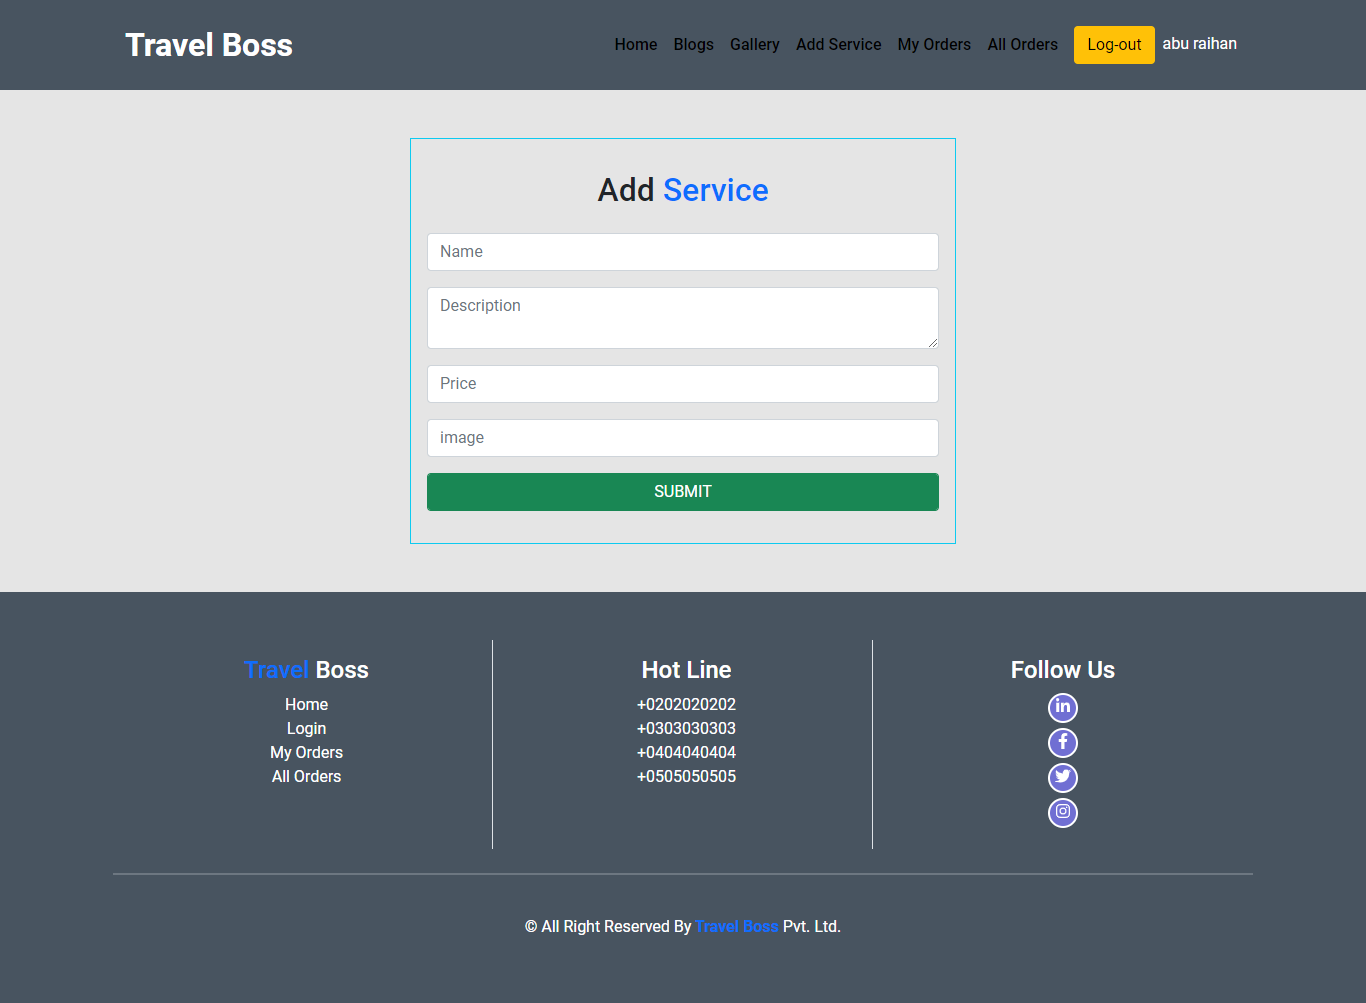 Travel Boss
Home Blogs Gallery Add Service My Orders All Orders Log-out abu raihan
Add Service
Name
Description
Price
image
SUBMIT
Travel Boss
Home
Login
My Orders
All Orders
Hot Line
+0202020202
+0303030303
+0404040404
+0505050505
Follow Us
© All Right Reserved By Travel Boss Pvt. Ltd.